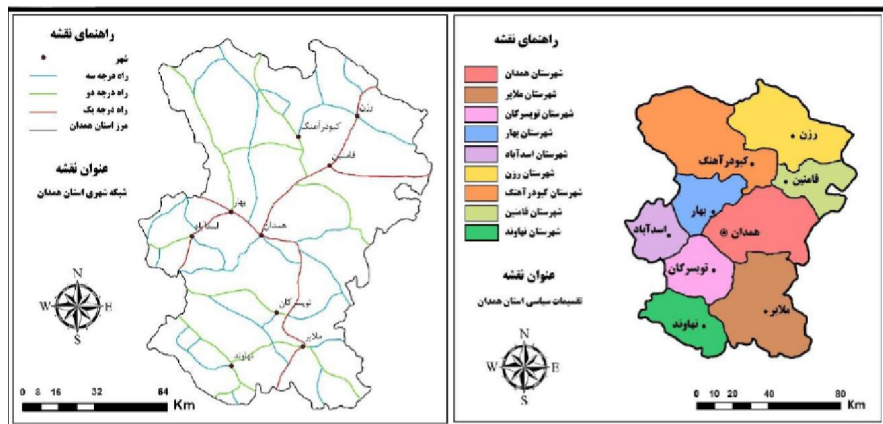 راهنمای نقشه
شهر
راه درجه سه
راه درجه دو
راه درجه یک
مرز استان همدان
عنوان نقشه
شبکه شهری استان همدان
N
W E
S
0 8 16 32 64
Km
رزن
کبودرآهنگ
فامنین
بهار
اسدآباد
همدان
تویسرکان
ملایر
نهاوند
راهنمای نقشه
شهرستان همدان
شهرستان ملایر
شهرستان تویسرکان
شهرستان بهار
شهرستان اسدآباد
شهرستان رزن
شهرستان کبودرآهنگ
شهرستان فامنین
شهرستان نهاوند
عنوان نقشه
تقسیمات سیاسی استان همدان
N
W E
S
0 10 20 40 80
Km
رزن
کبودرآهنگ
فامنین
بهار
اسدآباد
همدان
تویسرکان
ملایر
نهاوند